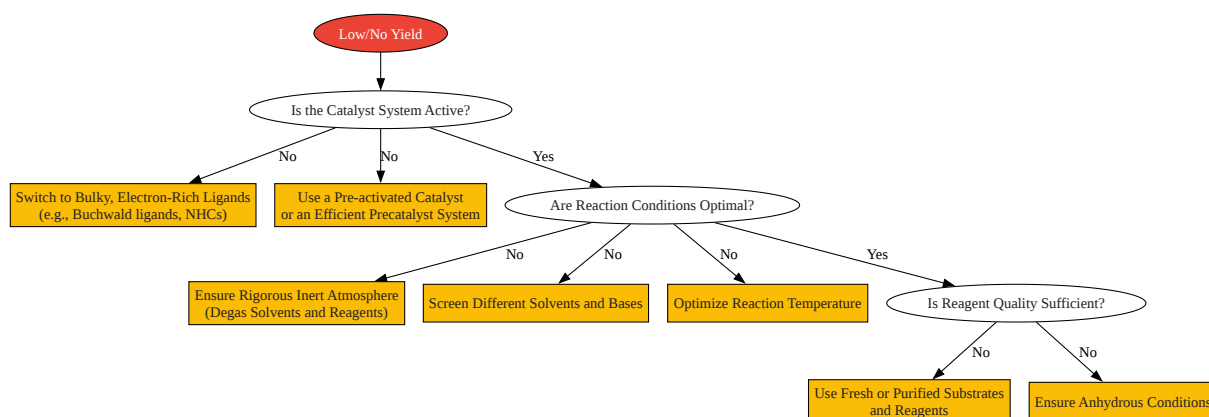 Low/No Yield
Is the Catalyst System Active?
No
No
Yes
Switch to Bulky, Electron-Rich Ligands
(e.g., Buchwald ligands, NHCs)
Use a Pre-activated Catalyst
or an Efficient Precatalyst System
Are Reaction Conditions Optimal?
No
No
No
Yes
Ensure Rigorous Inert Atmosphere
(Degas Solvents and Reagents)
Screen Different Solvents and Bases
Optimize Reaction Temperature
Is Reagent Quality Sufficient?
No
No
Use Fresh or Purified Substrates
and Reagents
Ensure Anhydrous Conditions